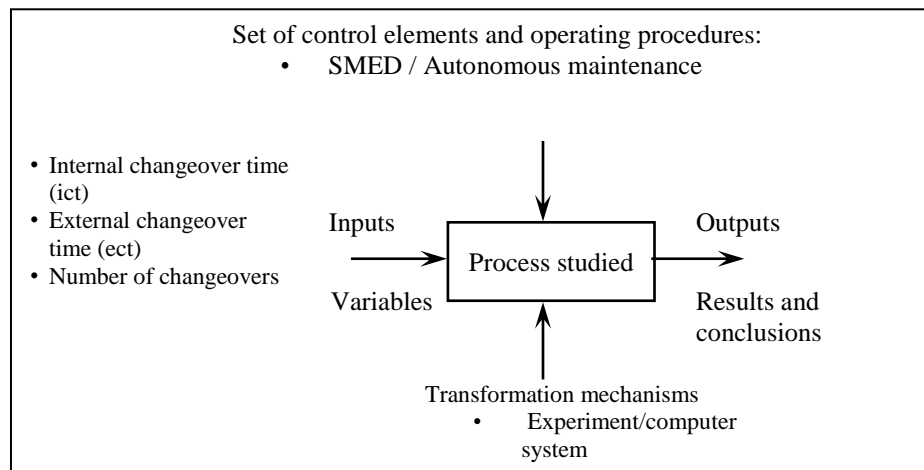 Set of control elements and operating procedures:
• SMED / Autonomous maintenance
• Internal changeover time
(ict)
• External changeover
time (ect)
• Number of changeovers
Inputs
Variables
Process studied
Outputs
Results and
conclusions
Transformation mechanisms
• Experiment/computer
system